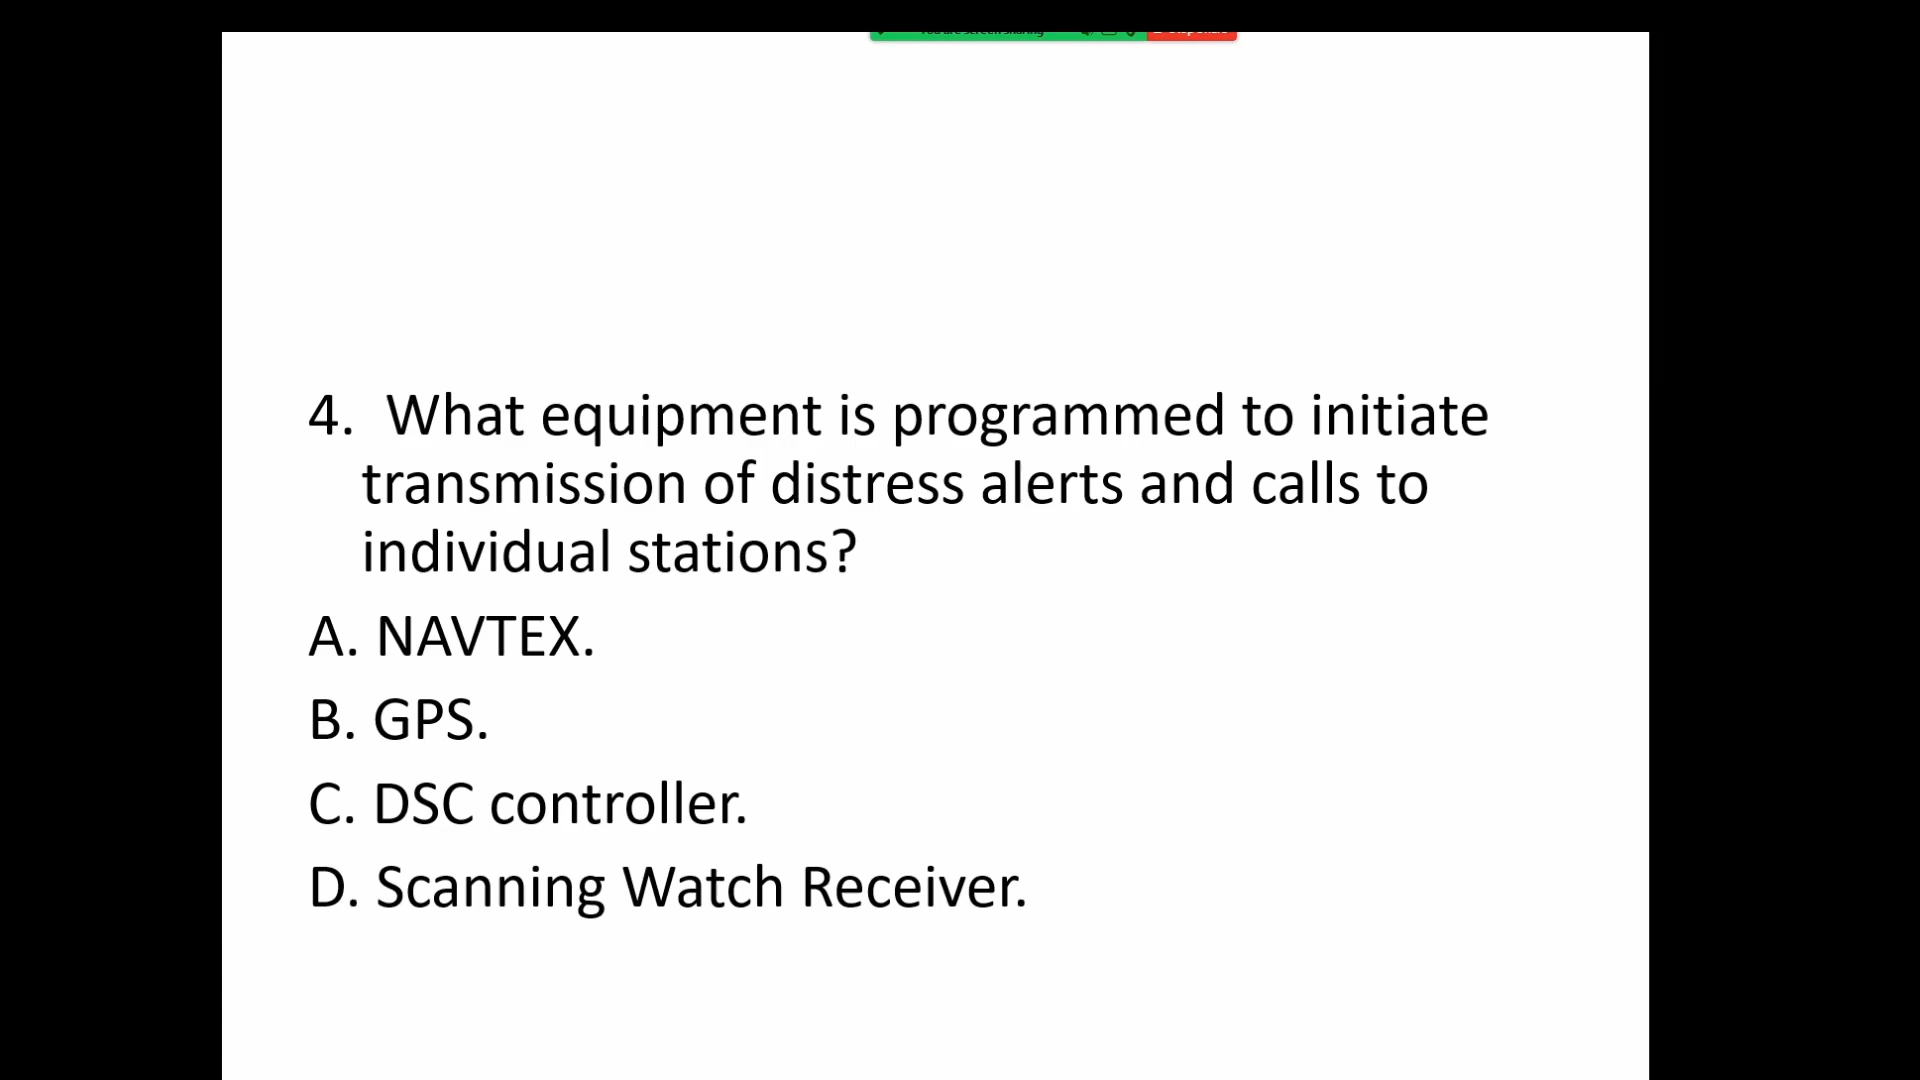 4. What equipment is programmed to initiate
transmission of distress alerts and calls to
individual stations?
A. NAVTEX.
B. GPS.
C. DSC controller.
D. Scanning Watch Receiver.